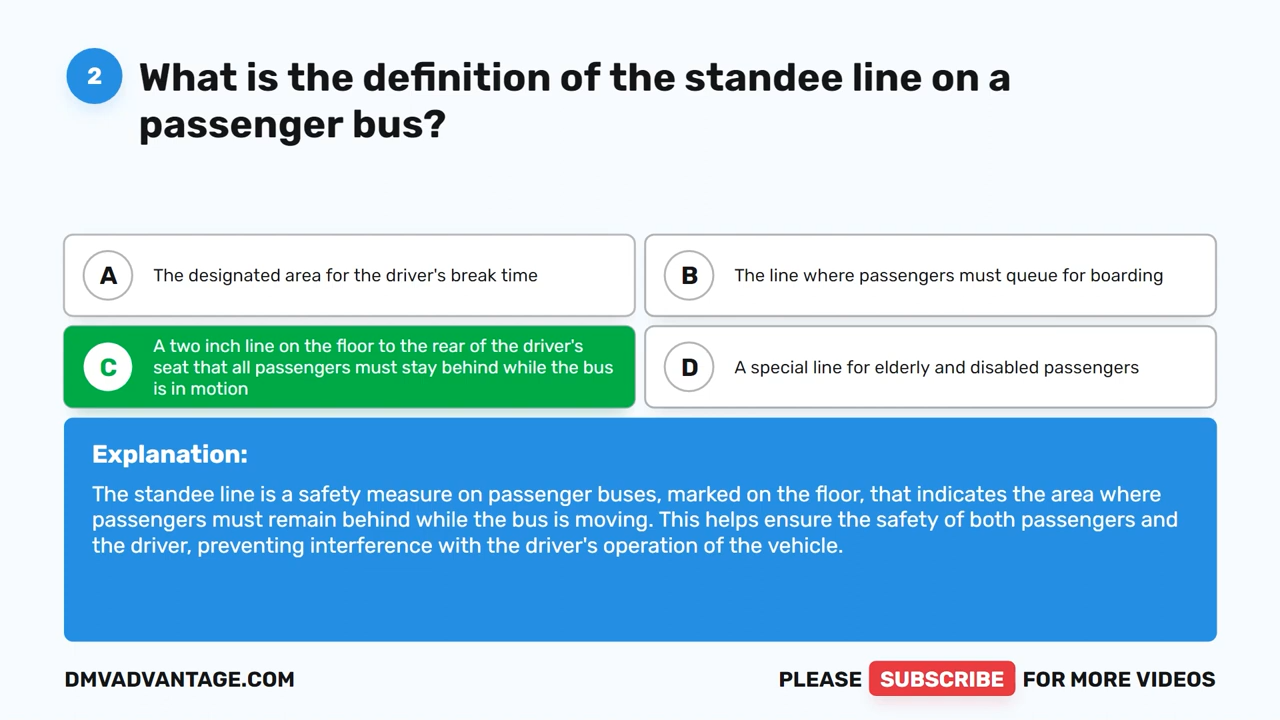 2
What is the definition of the standee line on a
passenger bus?
A
The designated area for the driver's break time
B
The line where passengers must queue for boarding
C
A two inch line on the floor to the rear of the driver's
seat that all passengers must stay behind while the bus
is in motion
D
A special line for elderly and disabled passengers
Explanation:
The standee line is a safety measure on passenger buses, marked on the floor, that indicates the area where
passengers must remain behind while the bus is moving. This helps ensure the safety of both passengers and
the driver, preventing interference with the driver's operation of the vehicle.
DMVADVANTAGE.COM
PLEASE SUBSCRIBE FOR MORE VIDEOS